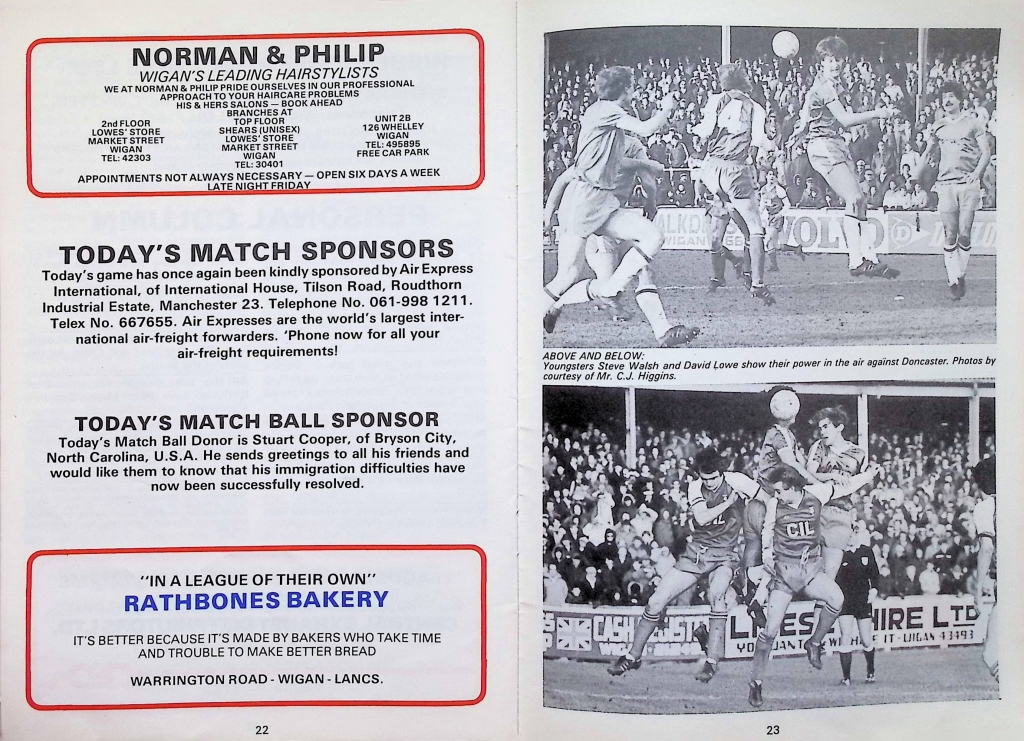 NORMAN & PHILIP
WIGAN'S LEADING HAIRSTYLISTS
WE AT NORMAN & PHILIP PRIDE OURSELVES IN OUR PROFESSIONAL
APPROACH TO YOUR HAIRCARE PROBLEMS
HIS & HERS SALONS — BOOK AHEAD
BRANCHES AT
2nd FLOOR
LOWES' STORE
MARKET STREET
WIGAN
TEL: 42303
TOP FLOOR
SHEARS (UNISEX)
LOWES' STORE
MARKET STREET
WIGAN
TEL: 30401
UNIT 2B
126 WHELLEY
WIGAN
TEL: 495895
FREE CAR PARK
APPOINTMENTS NOT ALWAYS NECESSARY — OPEN SIX DAYS A WEEK
LATE NIGHT FRIDAY
TODAY'S MATCH SPONSORS
Today's game has once again been kindly sponsored by Air Express
International, of International House, Tilson Road, Roudthorn
Industrial Estate, Manchester 23. Telephone No. 061-998 1211.
Telex No. 667655. Air Expresses are the world's largest inter-
national air-freight forwarders. 'Phone now for all your
air-freight requirements!
TODAY'S MATCH BALL SPONSOR
Today's Match Ball Donor is Stuart Cooper, of Bryson City,
North Carolina, U.S.A. He sends greetings to all his friends and
would like them to know that his immigration difficulties have
now been successfully resolved.
"IN A LEAGUE OF THEIR OWN"
RATHBONES BAKERY
IT'S BETTER BECAUSE IT'S MADE BY BAKERS WHO TAKE TIME
AND TROUBLE TO MAKE BETTER BREAD
WARRINGTON ROAD - WIGAN - LANCS.
22
4
WIGAN
VOLVO
ABOVE AND BELOW:
Youngsters Steve Walsh and David Lowe show their power in the air against Doncaster. Photos by
courtesy of Mr. C.J. Higgins.
CIL
CASH REGISTER
HIRE LTD
IT - WIGAN 43493
23